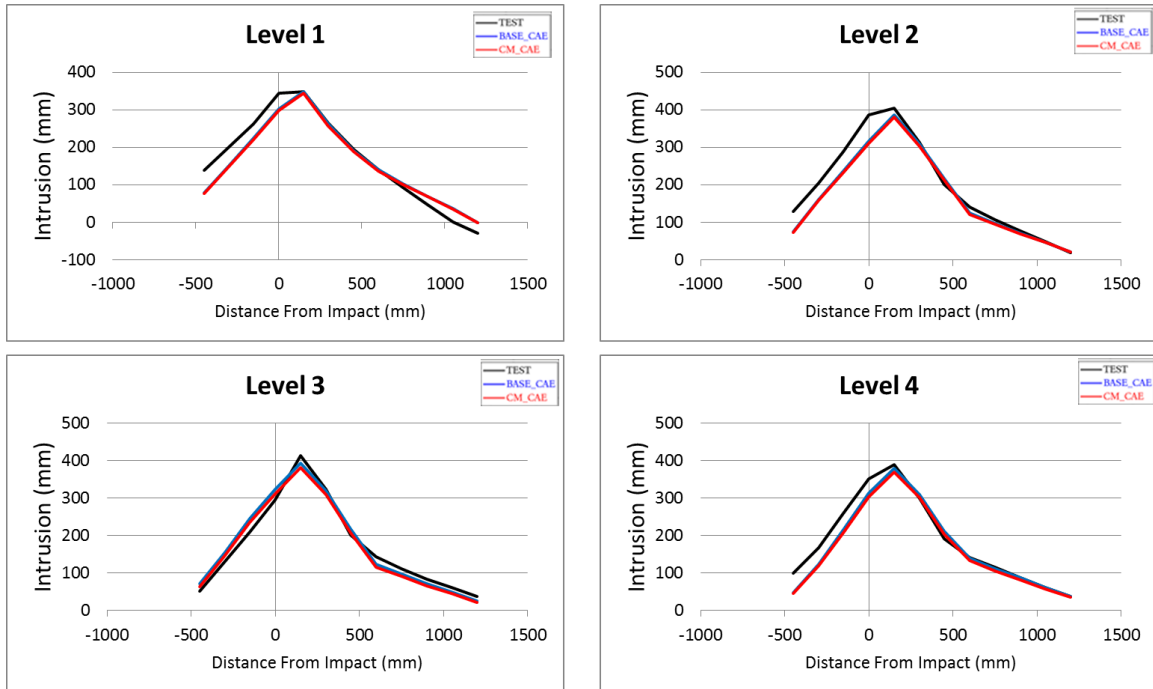 Level 1
TEST
BASE_CAE
CM_CAE
Intrusion (mm)
400
300
200
100
0
-100
-1000
-500
0
500
1000
1500
Distance From Impact (mm)
Level 2
TEST
BASE_CAE
CM_CAE
Intrusion (mm)
500
400
300
200
100
0
-1000
-500
0
500
1000
1500
Distance From Impact (mm)
Level 3
TEST
BASE_CAE
CM_CAE
Intrusion (mm)
500
400
300
200
100
0
-1000
-500
0
500
1000
1500
Distance From Impact (mm)
Level 4
TEST
BASE_CAE
CM_CAE
Intrusion (mm)
500
400
300
200
100
0
-1000
-500
0
500
1000
1500
Distance From Impact (mm)